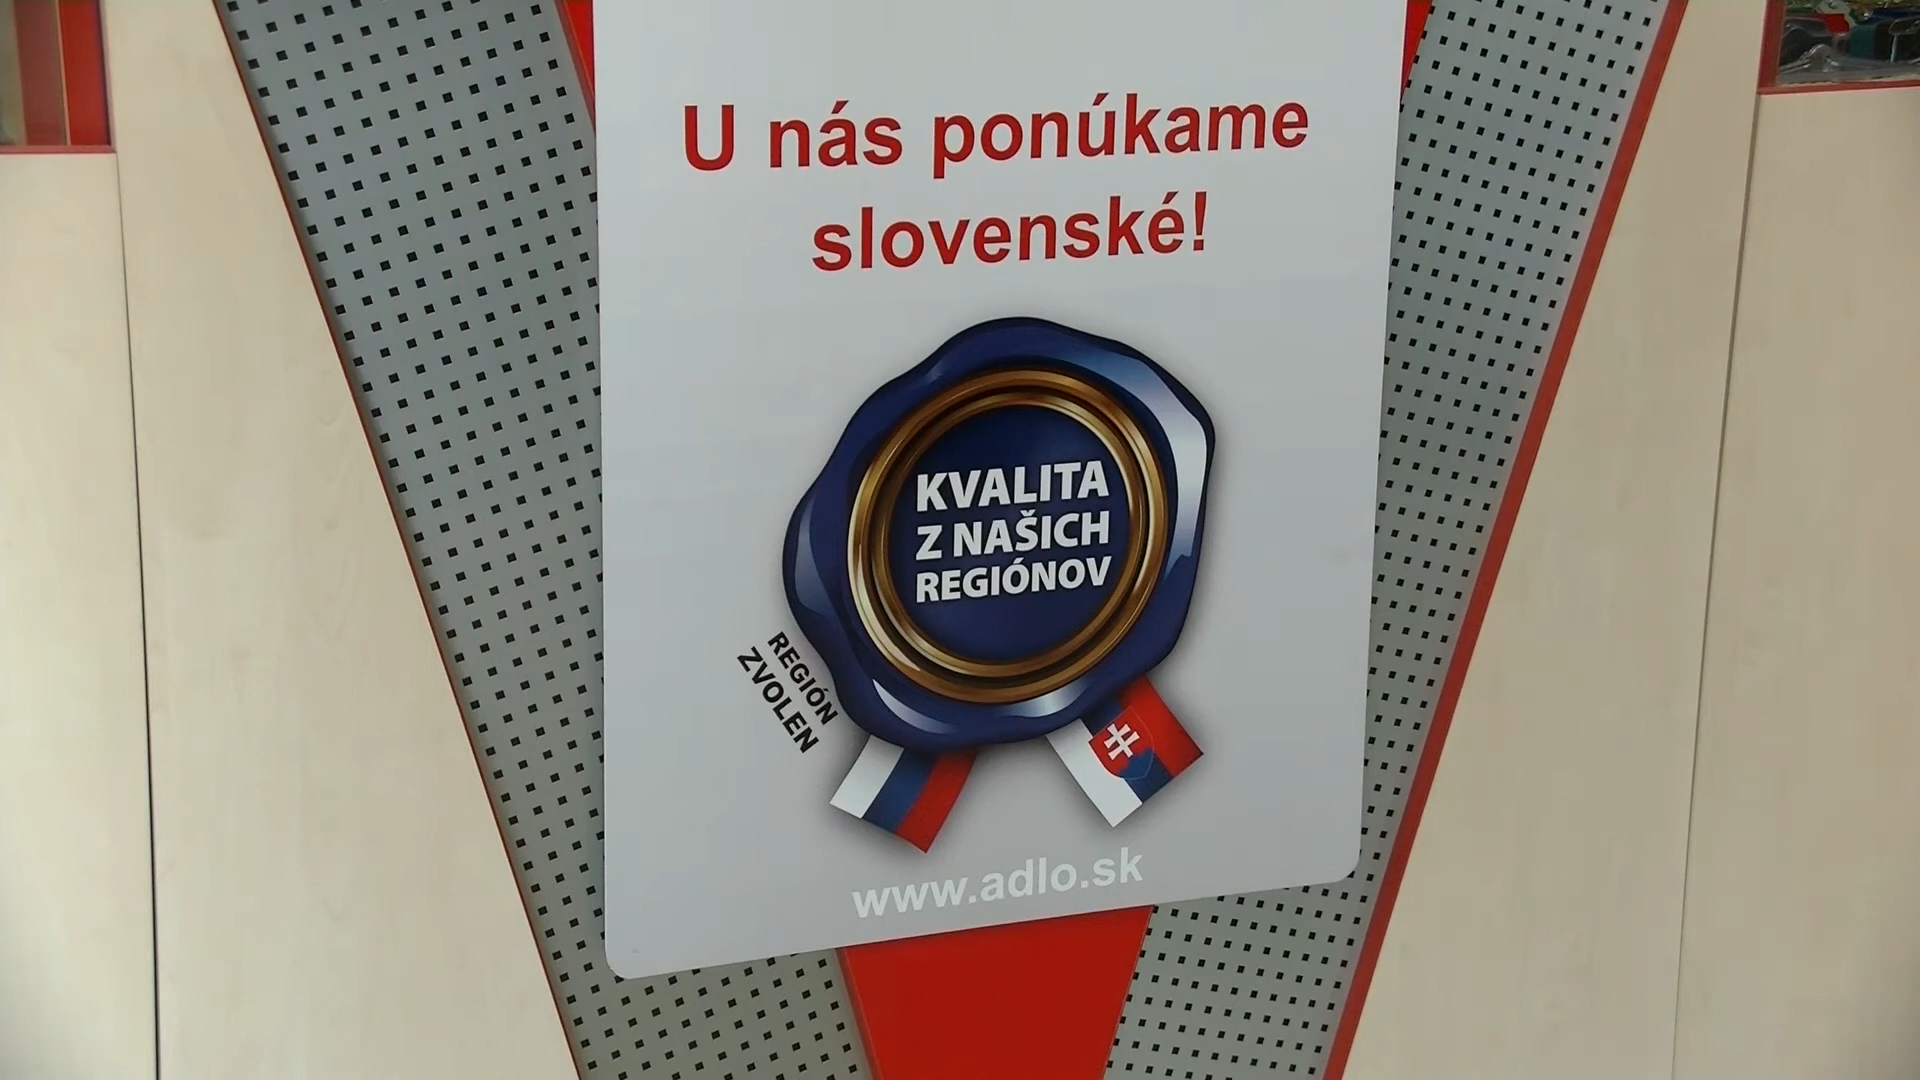 U nás ponúkame
slovenské!
KVALITA
Z NAŠICH
REGIÓNOV
REGIÓN
ZVOLEN
www.adlo.sk